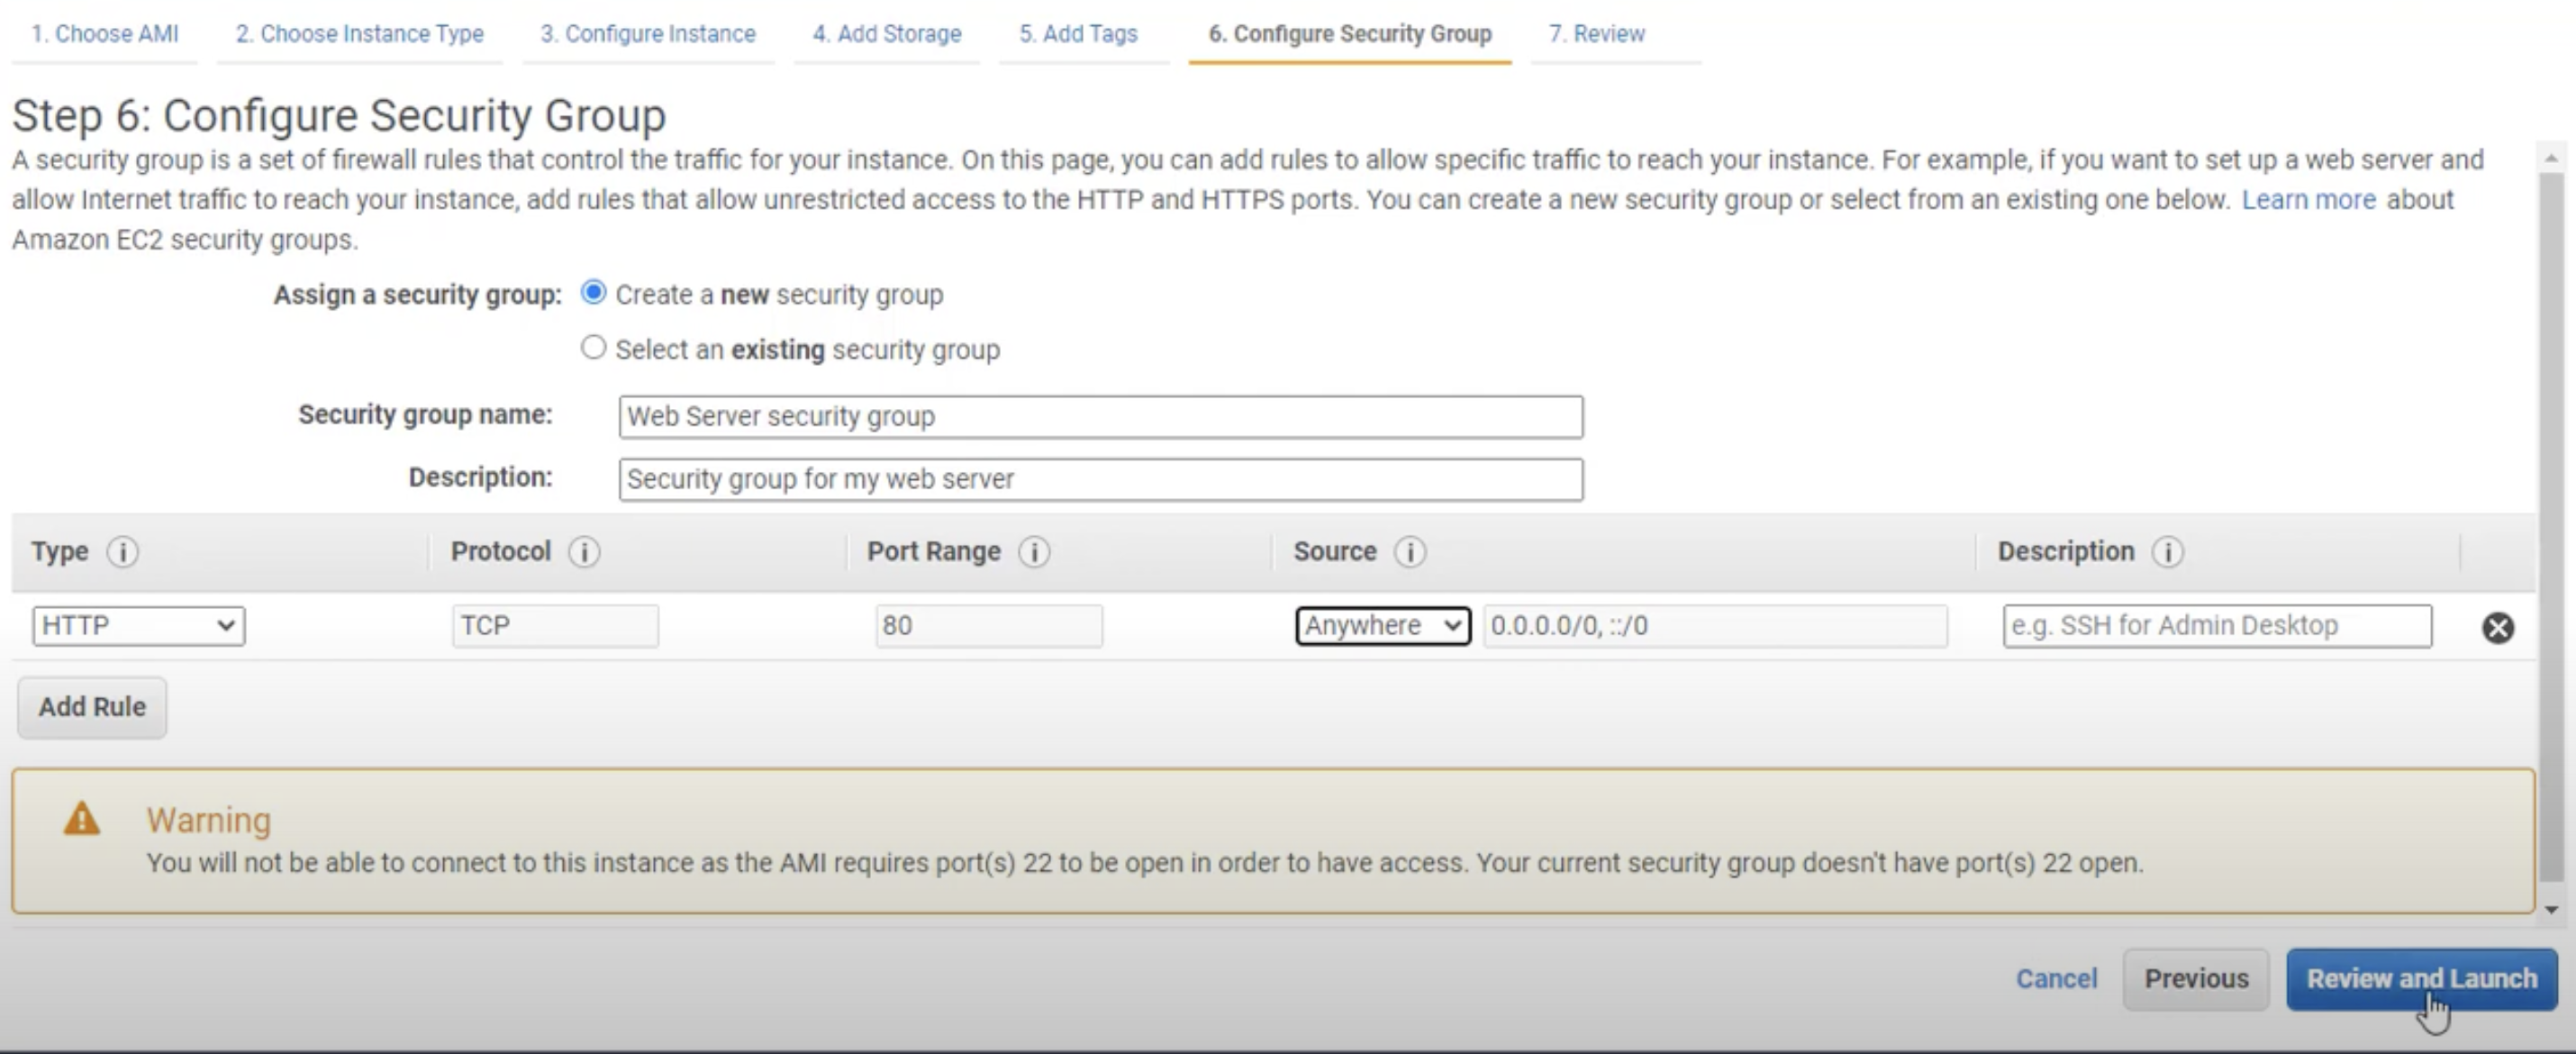 1. Choose AMI 2. Choose Instance Type 3. Configure Instance 4. Add Storage 5. Add Tags 6. Configure Security Group 7. Review
Step 6: Configure Security Group
A security group is a set of firewall rules that control the traffic for your instance. On this page, you can add rules to allow specific traffic to reach your instance. For example, if you want to set up a web server and
allow Internet traffic to reach your instance, add rules that allow unrestricted access to the HTTP and HTTPS ports. You can create a new security group or select from an existing one below. Learn more about
Amazon EC2 security groups.
Assign a security group: Create a new security group
Select an existing security group
Security group name: Web Server security group
Description: Security group for my web server
Type Protocol Port Range Source Description
HTTP TCP 80 Anywhere 0.0.0.0/0, ::/0 e.g. SSH for Admin Desktop
Add Rule
Warning
You will not be able to connect to this instance as the AMI requires port(s) 22 to be open in order to have access. Your current security group doesn't have port(s) 22 open.
Cancel Previous Review and Launch